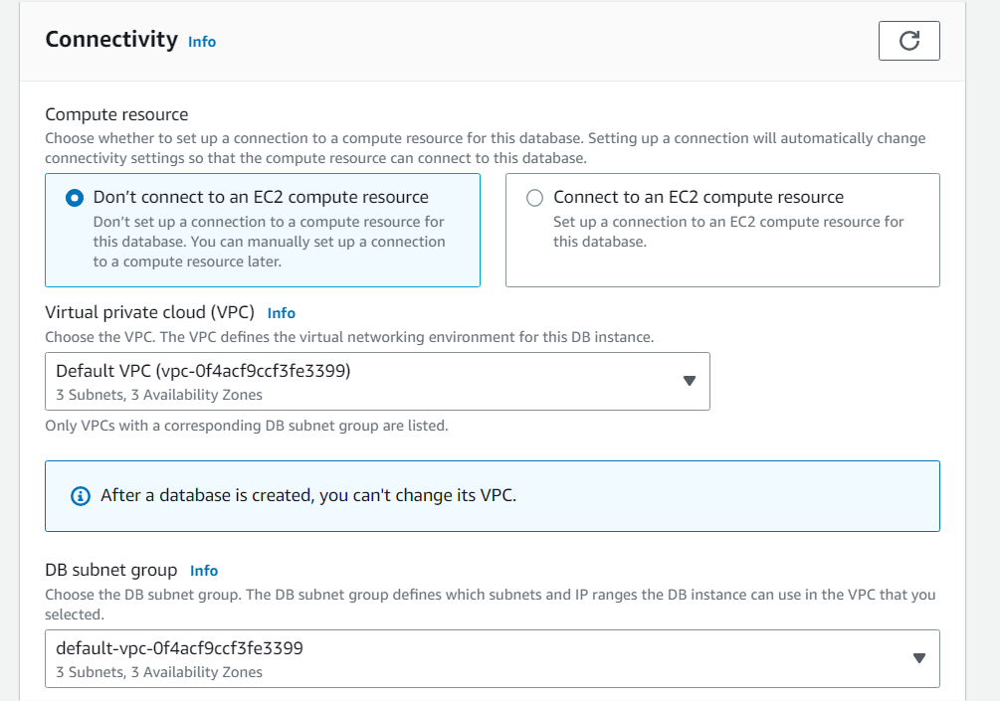 Connectivity Info
Compute resource
Choose whether to set up a connection to a compute resource for this database. Setting up a connection will automatically change
connectivity settings so that the compute resource can connect to this database.
Don’t connect to an EC2 compute resource
Don’t set up a connection to a compute resource for
this database. You can manually set up a connection
to a compute resource later.
Connect to an EC2 compute resource
Set up a connection to an EC2 compute resource for
this database.
Virtual private cloud (VPC) Info
Choose the VPC. The VPC defines the virtual networking environment for this DB instance.
Default VPC (vpc-0f4acf9ccf3fe3399)
3 Subnets, 3 Availability Zones
Only VPCs with a corresponding DB subnet group are listed.
After a database is created, you can't change its VPC.
DB subnet group Info
Choose the DB subnet group. The DB subnet group defines which subnets and IP ranges the DB instance can use in the VPC that you
selected.
default-vpc-0f4acf9ccf3fe3399
3 Subnets, 3 Availability Zones